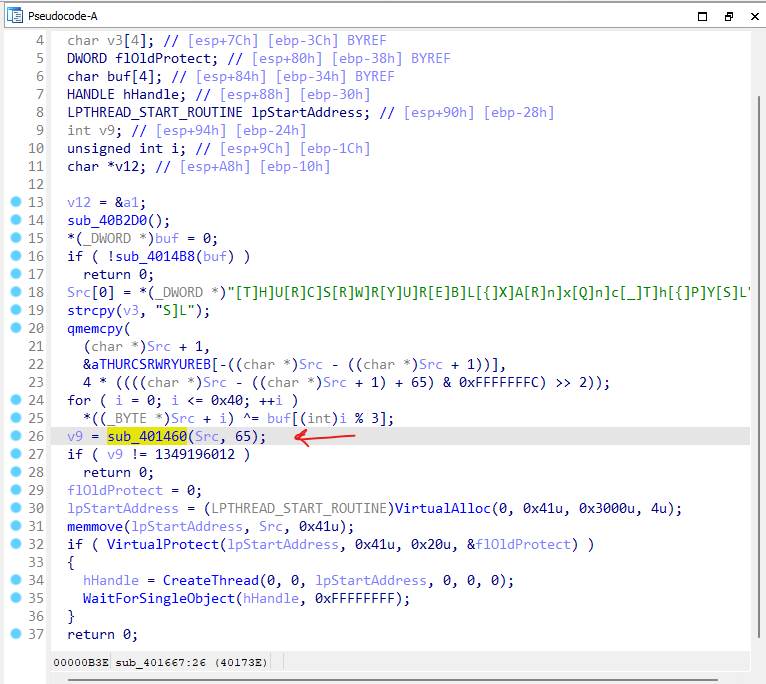 Pseudocode-A
4 char v3[4]; // [esp+7Ch] [ebp-3Ch] BYREF
5 DWORD flOldProtect; // [esp+80h] [ebp-38h] BYREF
6 char buf[4]; // [esp+84h] [ebp-34h] BYREF
7 HANDLE hHandle; // [esp+88h] [ebp-30h]
8 LPTHREAD_START_ROUTINE lpStartAddress; // [esp+90h] [ebp-28h]
9 int v9; // [esp+94h] [ebp-24h]
10 unsigned int i; // [esp+9Ch] [ebp-1Ch]
11 char *v12; // [esp+A8h] [ebp-10h]
12
13 v12 = &a1;
14 sub_40B2D0();
15 *(_DWORD *)buf = 0;
16 if ( !sub_4014B8(buf) )
17 return 0;
18 Src[0] = *(_DWORD *)"[T]H]U[R]C]S[R]W]R[Y]U]R[E]B]L[{]X]A[R]n]x[Q]n]c[_]T]h[{]P]Y[S]L"
19 strcpy(v3, "S]L");
20 qmemcpy(
21 (char *)Src + 1,
22 &aTHURCSRWRYUREB[-((char *)Src - ((char *)Src + 1))],
23 4 * ((((char *)Src - ((char *)Src + 1) + 65) & 0xFFFFFFFC) >> 2));
24 for ( i = 0; i <= 0x40; ++i )
25 *((_BYTE *)Src + i) ^= buf[(int)i % 3];
26 v9 = sub_401460(Src, 65);
27 if ( v9 != 1349196012 )
28 return 0;
29 flOldProtect = 0;
30 lpStartAddress = (LPTHREAD_START_ROUTINE)VirtualAlloc(0, 0x41u, 0x3000u, 4u);
31 memmove(lpStartAddress, Src, 0x41u);
32 if ( VirtualProtect(lpStartAddress, 0x41u, 0x20u, &flOldProtect) )
33 {
34 hHandle = CreateThread(0, 0, lpStartAddress, 0, 0, 0);
35 WaitForSingleObject(hHandle, 0xFFFFFFFF);
36 }
37 return 0;
00000B3E sub_401667:26 (40173E)